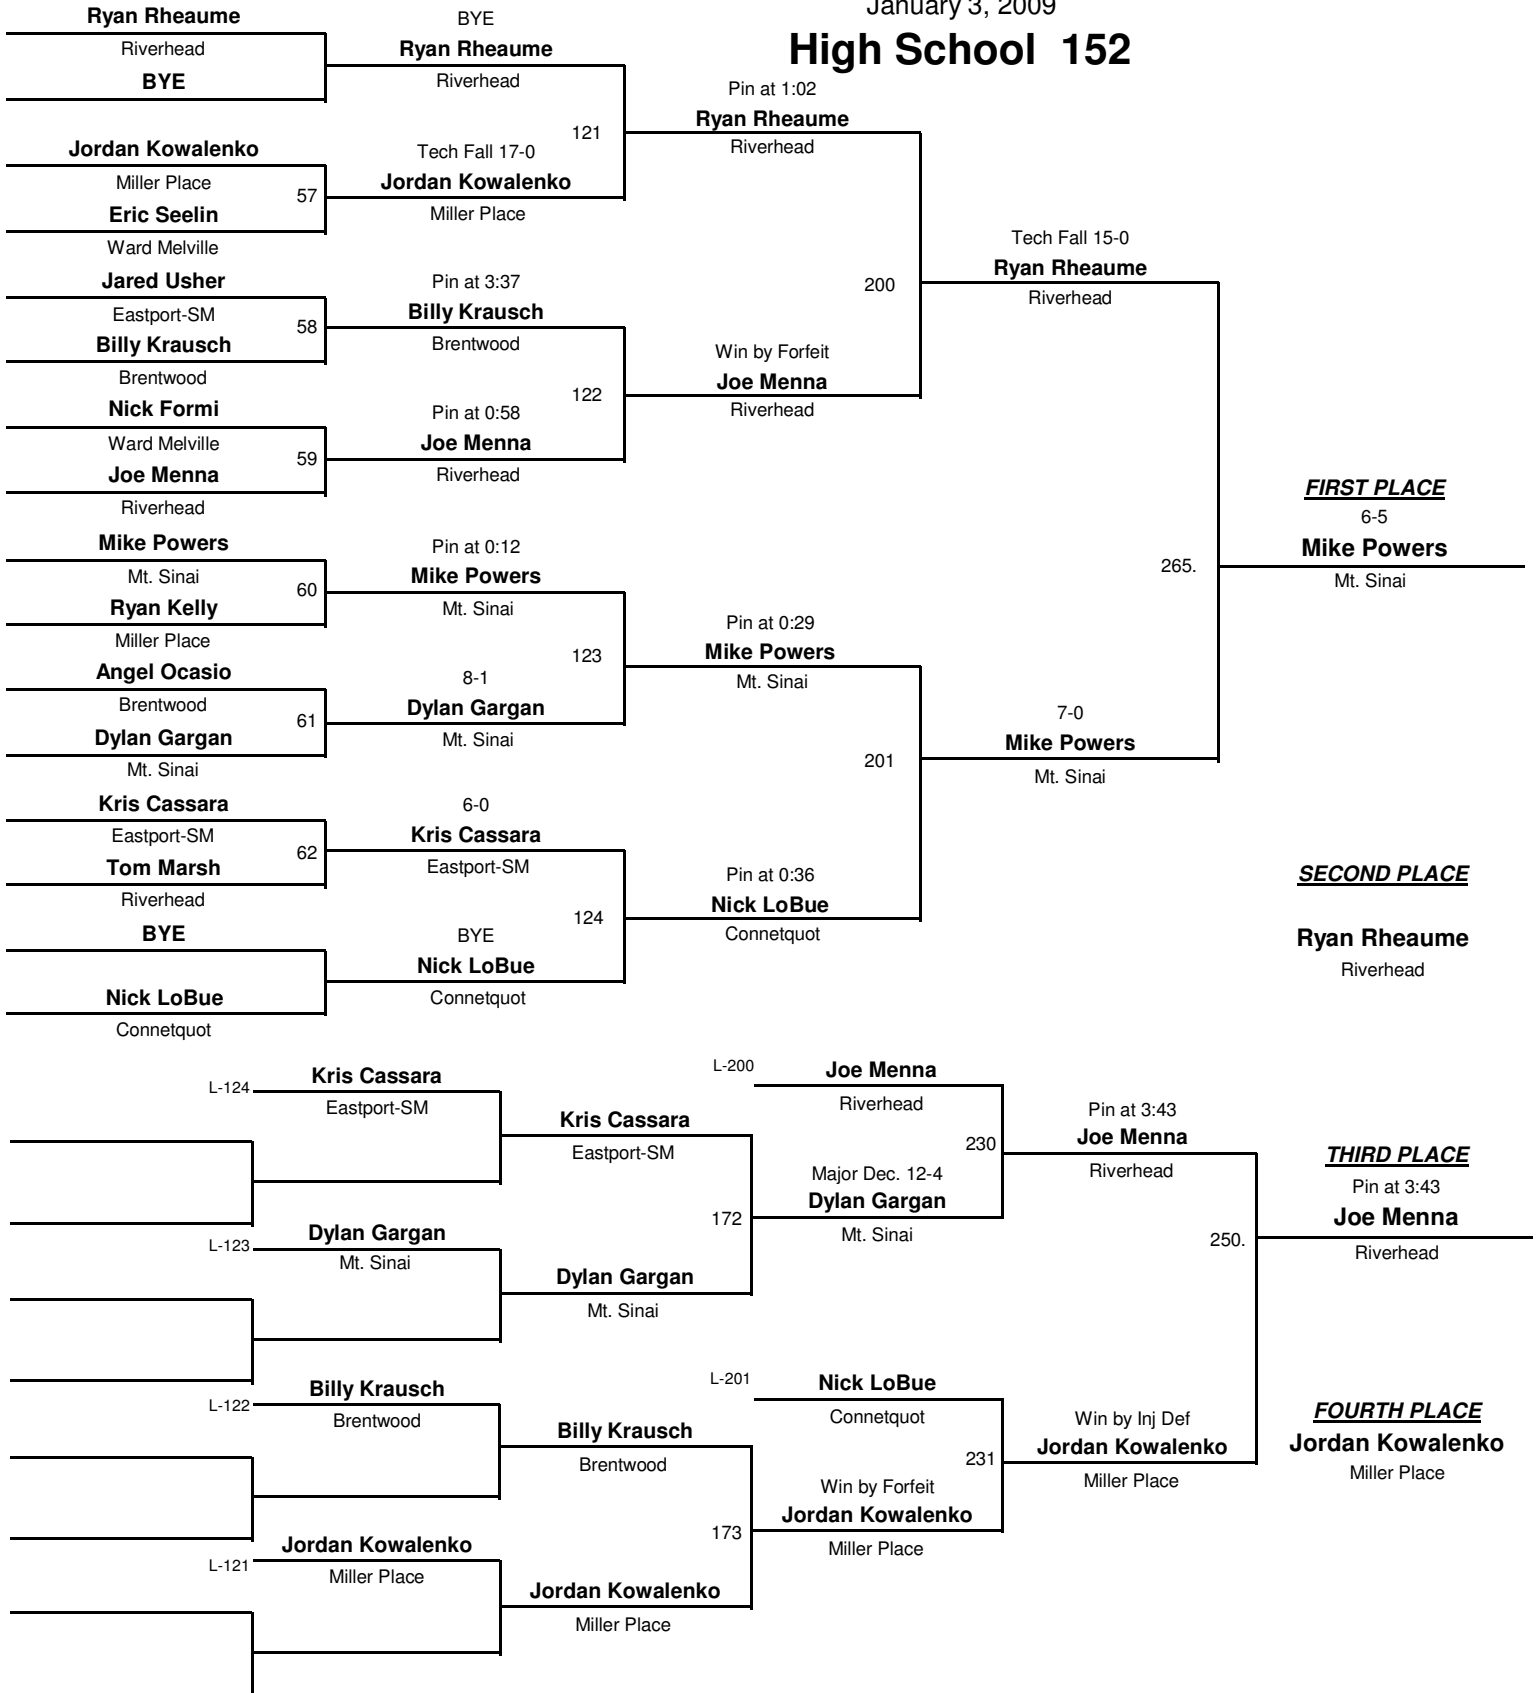 January 3, 2009
High School 152
Ryan Rheaume
Riverhead
BYE
Jordan Kowalenko
Miller Place
57
Eric Seelin
Ward Melville
Jared Usher
Eastport-SM
58
Billy Krausch
Brentwood
Nick Formi
Ward Melville
59
Joe Menna
Riverhead
Mike Powers
Mt. Sinai
60
Ryan Kelly
Miller Place
Angel Ocasio
Brentwood
61
Dylan Gargan
Mt. Sinai
Kris Cassara
Eastport-SM
62
Tom Marsh
Riverhead
BYE
Nick LoBue
Connetquot
BYE
Ryan Rheaume
Riverhead
121
Tech Fall 17-0
Jordan Kowalenko
Miller Place
Pin at 3:37
Billy Krausch
Brentwood
122
Pin at 0:58
Joe Menna
Riverhead
Pin at 0:12
Mike Powers
Mt. Sinai
123
8-1
Dylan Gargan
Mt. Sinai
6-0
Kris Cassara
Eastport-SM
124
BYE
Nick LoBue
Connetquot
Pin at 1:02
Ryan Rheaume
Riverhead
200
Win by Forfeit
Joe Menna
Riverhead
Pin at 0:29
Mike Powers
Mt. Sinai
201
Pin at 0:36
Nick LoBue
Connetquot
Tech Fall 15-0
Ryan Rheaume
Riverhead
265.
7-0
Mike Powers
Mt. Sinai
FIRST PLACE
6-5
Mike Powers
Mt. Sinai
SECOND PLACE
Ryan Rheaume
Riverhead
L-124
Kris Cassara
Eastport-SM
L-123
Dylan Gargan
Mt. Sinai
L-122
Billy Krausch
Brentwood
L-121
Jordan Kowalenko
Miller Place
Kris Cassara
Eastport-SM
172
Dylan Gargan
Mt. Sinai
Billy Krausch
Brentwood
173
Jordan Kowalenko
Miller Place
L-200
Joe Menna
Riverhead
230
Major Dec. 12-4
Dylan Gargan
Mt. Sinai
L-201
Nick LoBue
Connetquot
231
Win by Forfeit
Jordan Kowalenko
Miller Place
Pin at 3:43
Joe Menna
Riverhead
250.
Win by Inj Def
Jordan Kowalenko
Miller Place
THIRD PLACE
Pin at 3:43
Joe Menna
Riverhead
FOURTH PLACE
Jordan Kowalenko
Miller Place